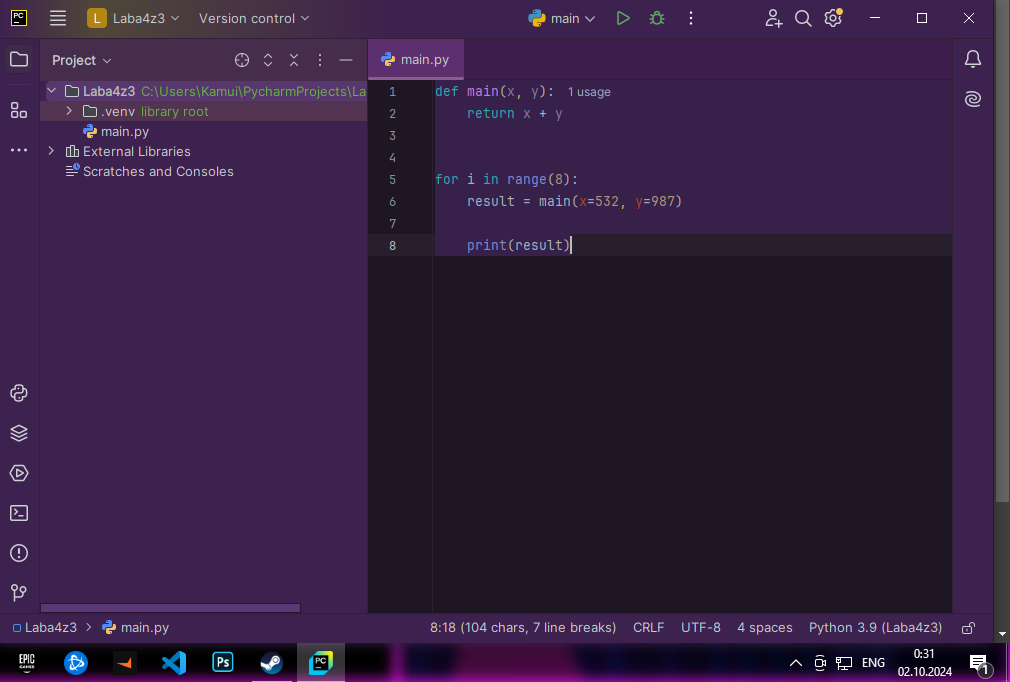 PC
L
Laba4z3
Version control
main
Project
main.py
Laba4z3 C:\Users\Kamui\PycharmProjects\La
.venv library root
main.py
External Libraries
Scratches and Consoles
1 def main(x, y): 1 usage
2 return x + y
3
4
5 for i in range(8):
6 result = main(x=532, y=987)
7
8 print(result)
Laba4z3 > main.py
8:18 (104 chars, 7 line breaks) CRLF UTF-8 4 spaces Python 3.9 (Laba4z3)
EPIC
GAMES
Ps
PC
ENG
0:31
02.10.2024
1